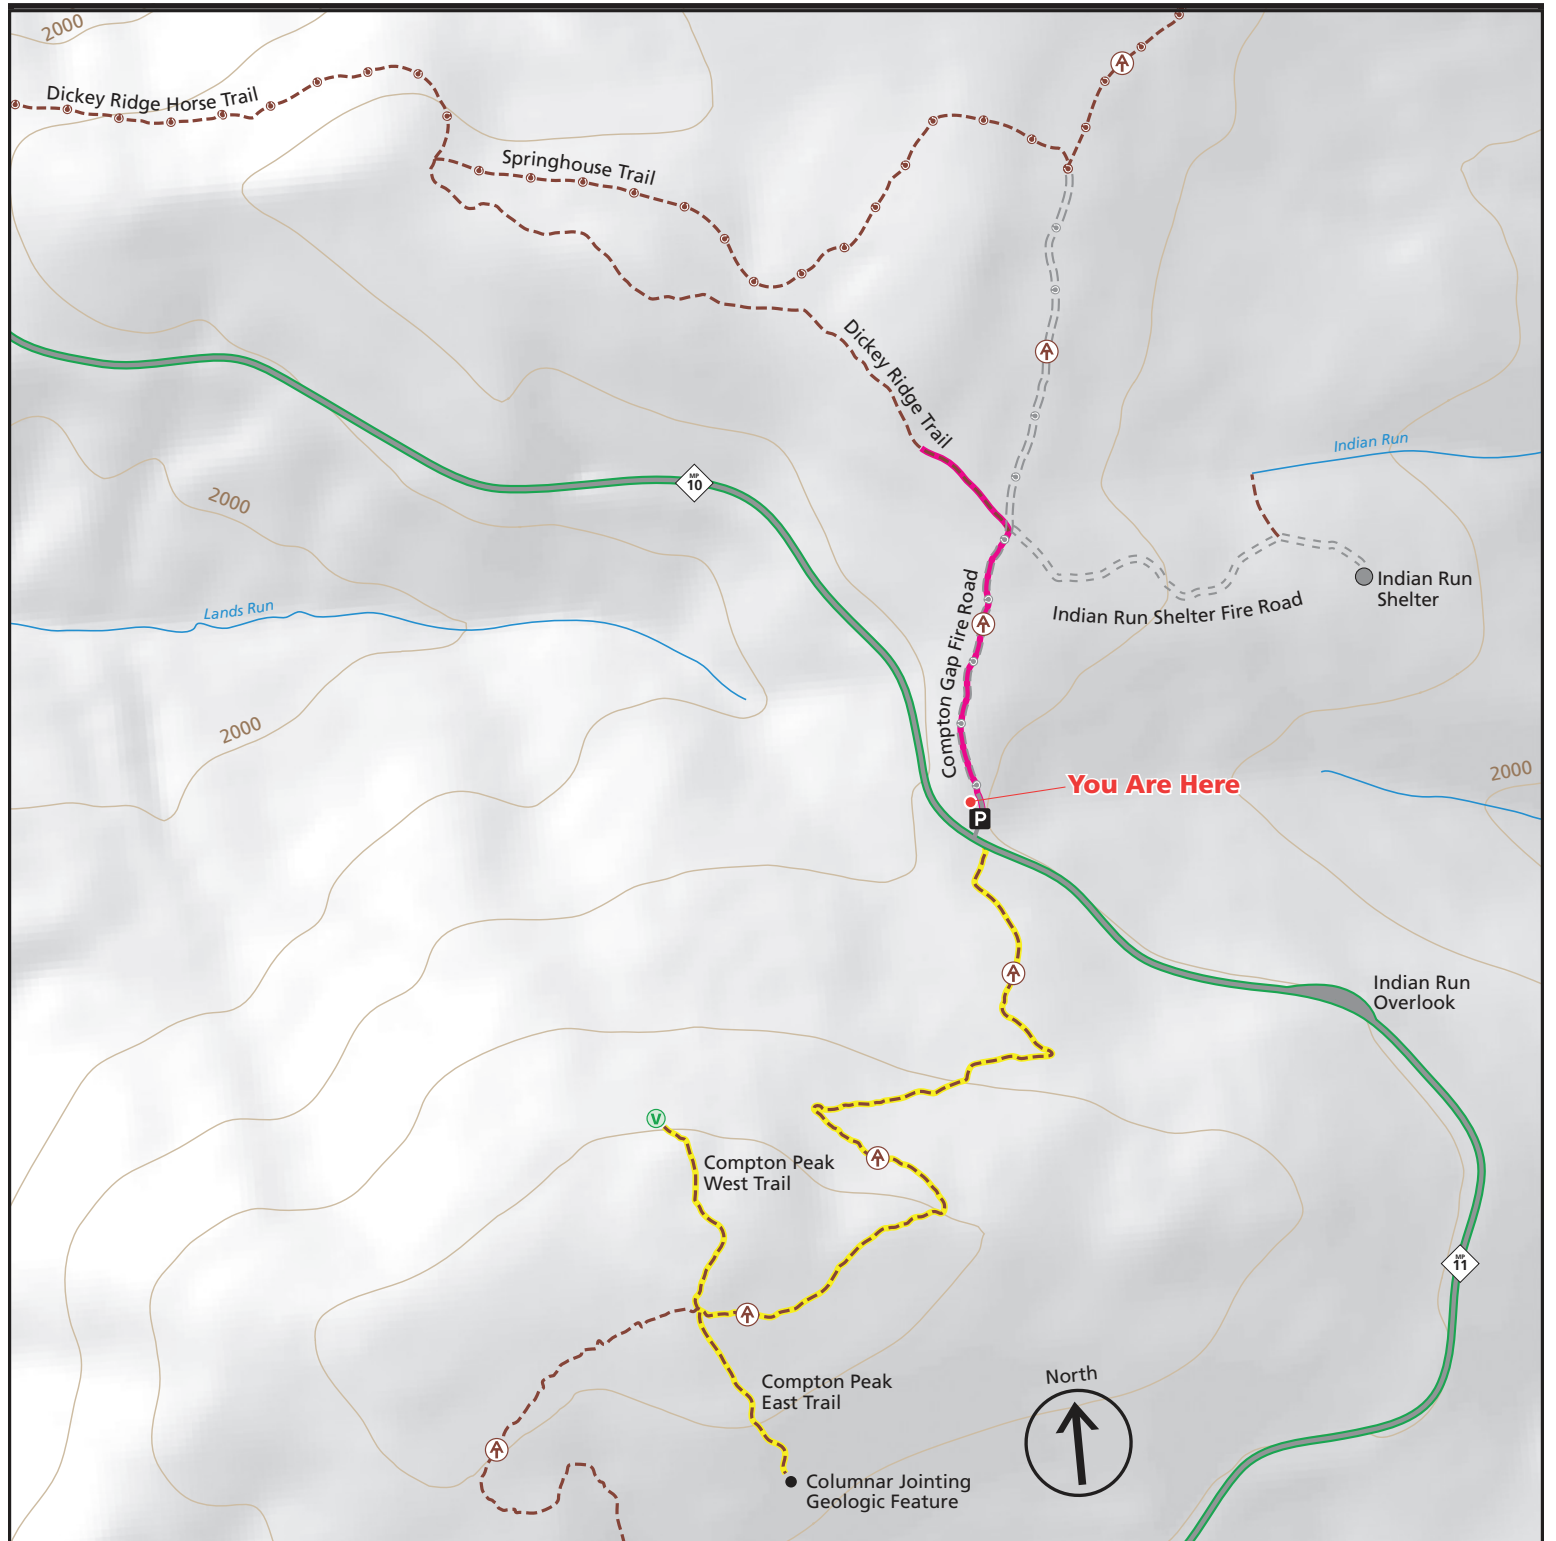 2000
Dickey Ridge Horse Trail
Springhouse Trail
Dickey Ridge Trail
Indian Run
MP
10
2000
Indian Run
Shelter
Compton Gap Fire Road
Indian Run Shelter Fire Road
Lands Run
2000
2000
You Are Here
P
Indian Run
Overlook
V
Compton Peak
West Trail
MP
11
Compton Peak
East Trail
North
Columnar Jointing
Geologic Feature